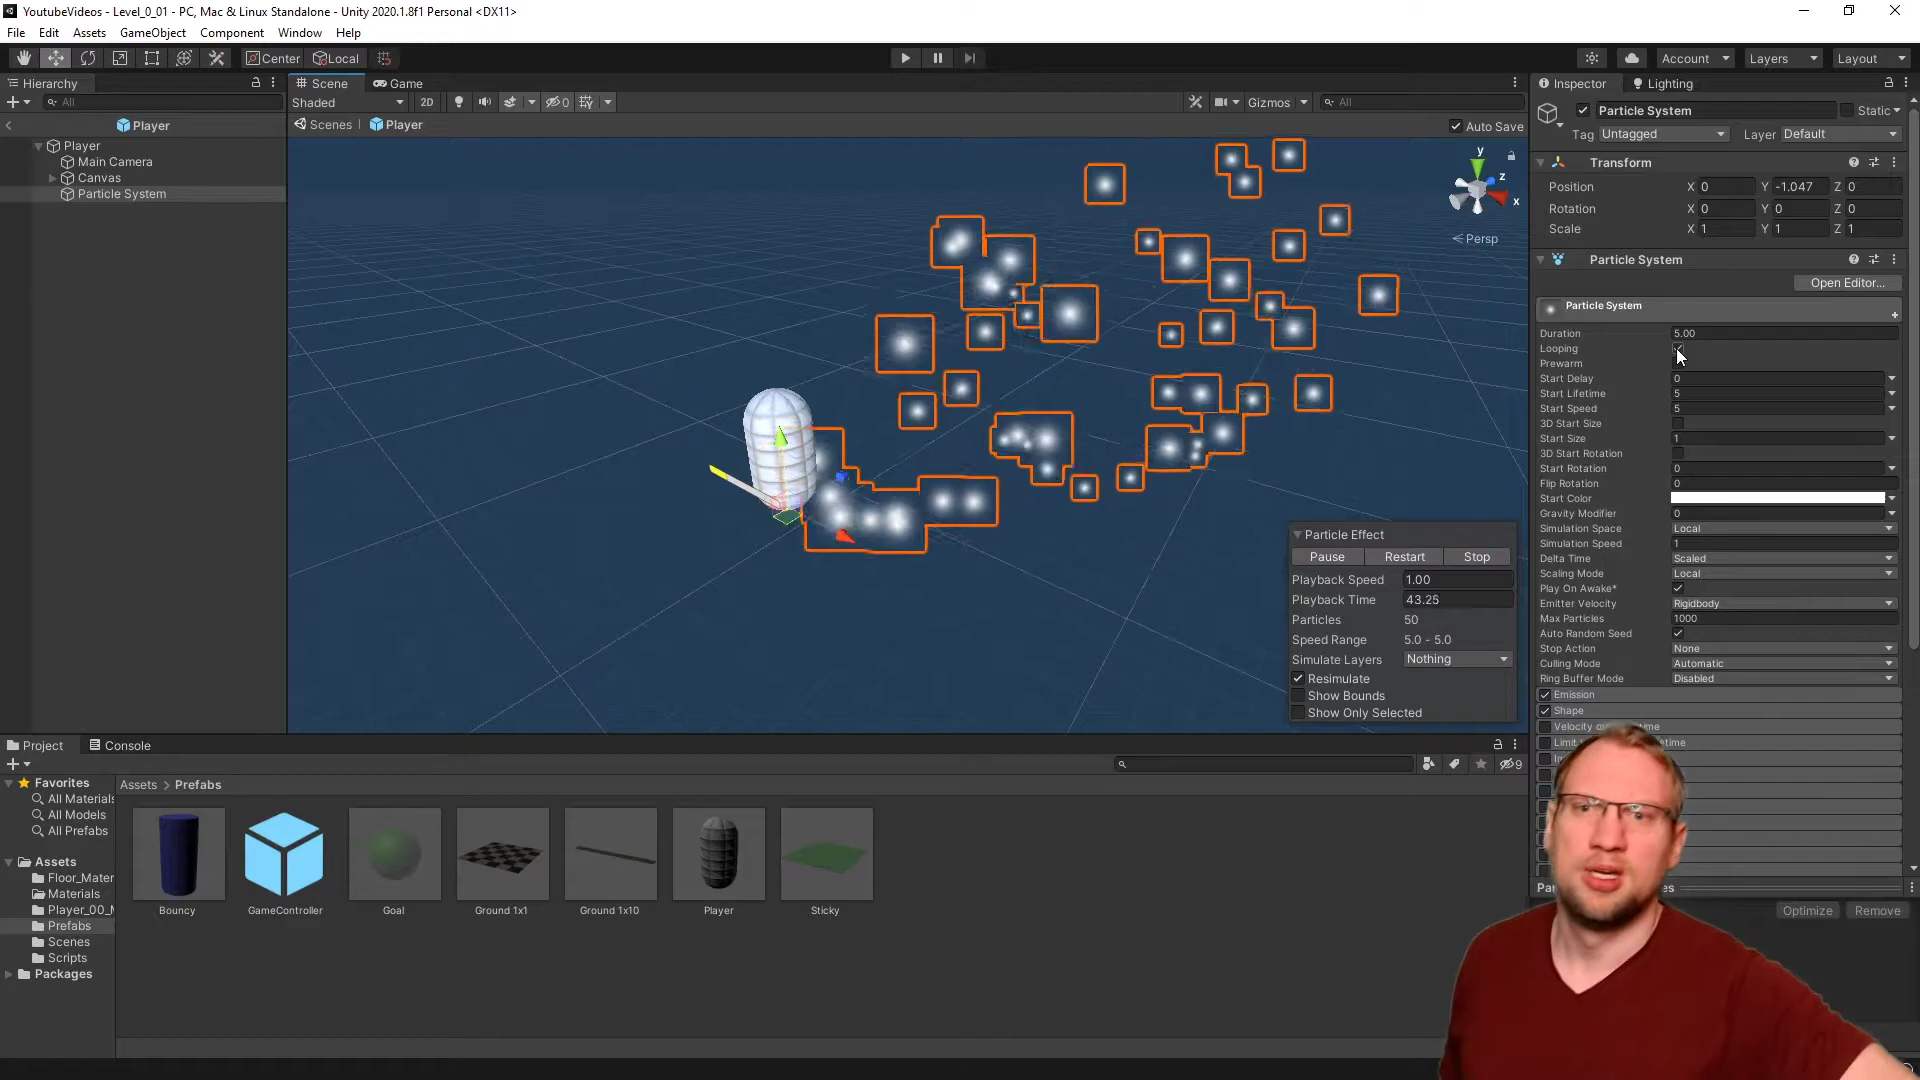 YoutubeVideos - Level_0_01 - PC, Mac & Linux Standalone - Unity 2020.1.8f1 Personal <DX11>
File Edit Assets GameObject Component Window Help
Center Local
Account Layers Layout
Hierarchy
All
Player
Player
Main Camera
Canvas
Particle System
Scene Game
Shaded 2D 0 Gizmos All
Scenes Player Auto Save
y
z
x
Persp
Particle Effect
Pause Restart Stop
Playback Speed 1.00
Playback Time 43.25
Particles 50
Speed Range 5.0 - 5.0
Simulate Layers Nothing
Resimulate
Show Bounds
Show Only Selected
Inspector Lighting
Particle System Static
Tag Untagged Layer Default
Transform
Position X 0 Y -1.047 Z 0
Rotation X 0 Y 0 Z 0
Scale X 1 Y 1 Z 1
Particle System
Open Editor...
Particle System
Duration 5.00
Looping
Prewarm
Start Delay 0
Start Lifetime 5
Start Speed 5
3D Start Size
Start Size 1
3D Start Rotation
Start Rotation 0
Flip Rotation 0
Start Color
Gravity Modifier 0
Simulation Space Local
Simulation Speed 1
Delta Time Scaled
Scaling Mode Local
Play On Awake*
Emitter Velocity Rigidbody
Max Particles 1000
Auto Random Seed
Stop Action None
Culling Mode Automatic
Ring Buffer Mode Disabled
Emission
Shape
Velocity
Optimize Remove
Project Console
9
Favorites
All Materials
All Models
All Prefabs
Assets
Floor_Mater
Materials
Player_00_M
Prefabs
Scenes
Scripts
Packages
Assets > Prefabs
Bouncy GameController Goal Ground 1x1 Ground 1x10 Player Sticky